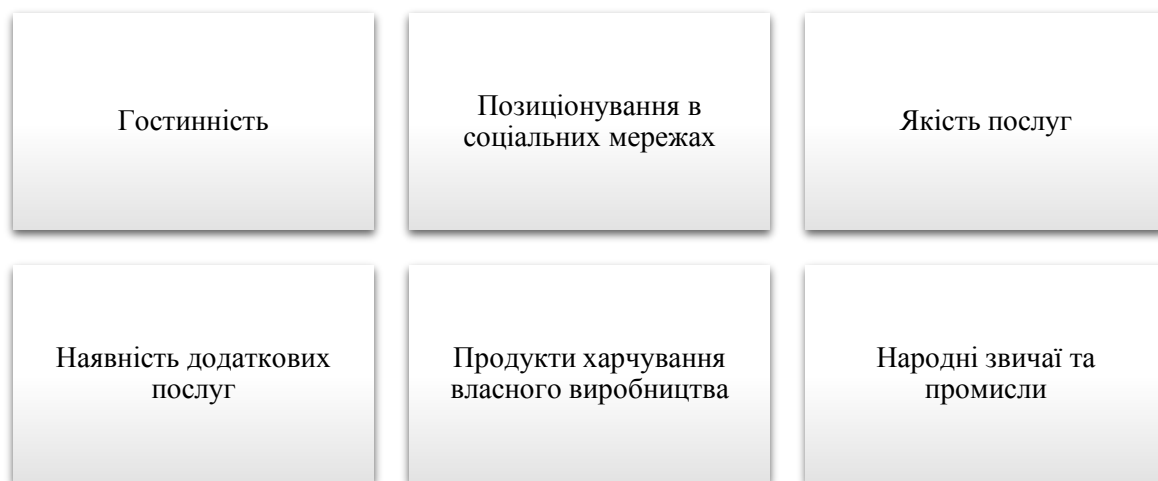 Гостинність
Позиціонування в
соціальних мережах
Якість послуг
Наявність додаткових
послуг
Продукти харчування
власного виробництва
Народні звичаї та
промисли